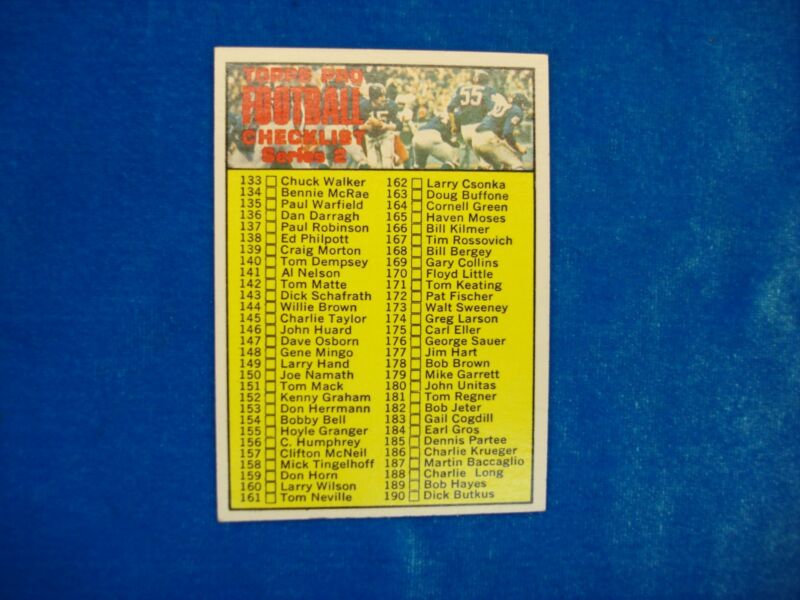 TOPPS PRO
FOOTBALL
CHECKLIST
Series 2
133 Chuck Walker
134 Bennie McRae
135 Paul Warfield
136 Dan Darragh
137 Paul Robinson
138 Ed Philpott
139 Craig Morton
140 Tom Dempsey
141 Al Nelson
142 Tom Matte
143 Dick Schafrath
144 Willie Brown
145 Charlie Taylor
146 John Huard
147 Dave Osborn
148 Gene Mingo
149 Larry Hand
150 Joe Namath
151 Tom Mack
152 Kenny Graham
153 Don Herrmann
154 Bobby Bell
155 Hoyle Granger
156 C. Humphrey
157 Clifton McNeil
158 Mick Tingelhoff
159 Don Horn
160 Larry Wilson
161 Tom Neville
162 Larry Csonka
163 Doug Buffone
164 Cornell Green
165 Haven Moses
166 Bill Kilmer
167 Tim Rossovich
168 Bill Bergey
169 Gary Collins
170 Floyd Little
171 Tom Keating
172 Pat Fischer
173 Walt Sweeney
174 Greg Larson
175 Carl Eller
176 George Sauer
177 Jim Hart
178 Bob Brown
179 Mike Garrett
180 John Unitas
181 Tom Regner
182 Bob Jeter
183 Gail Cogdill
184 Earl Gros
185 Dennis Partee
186 Charlie Krueger
187 Martin Baccaglio
188 Charlie Long
189 Bob Hayes
190 Dick Butkus
55
15